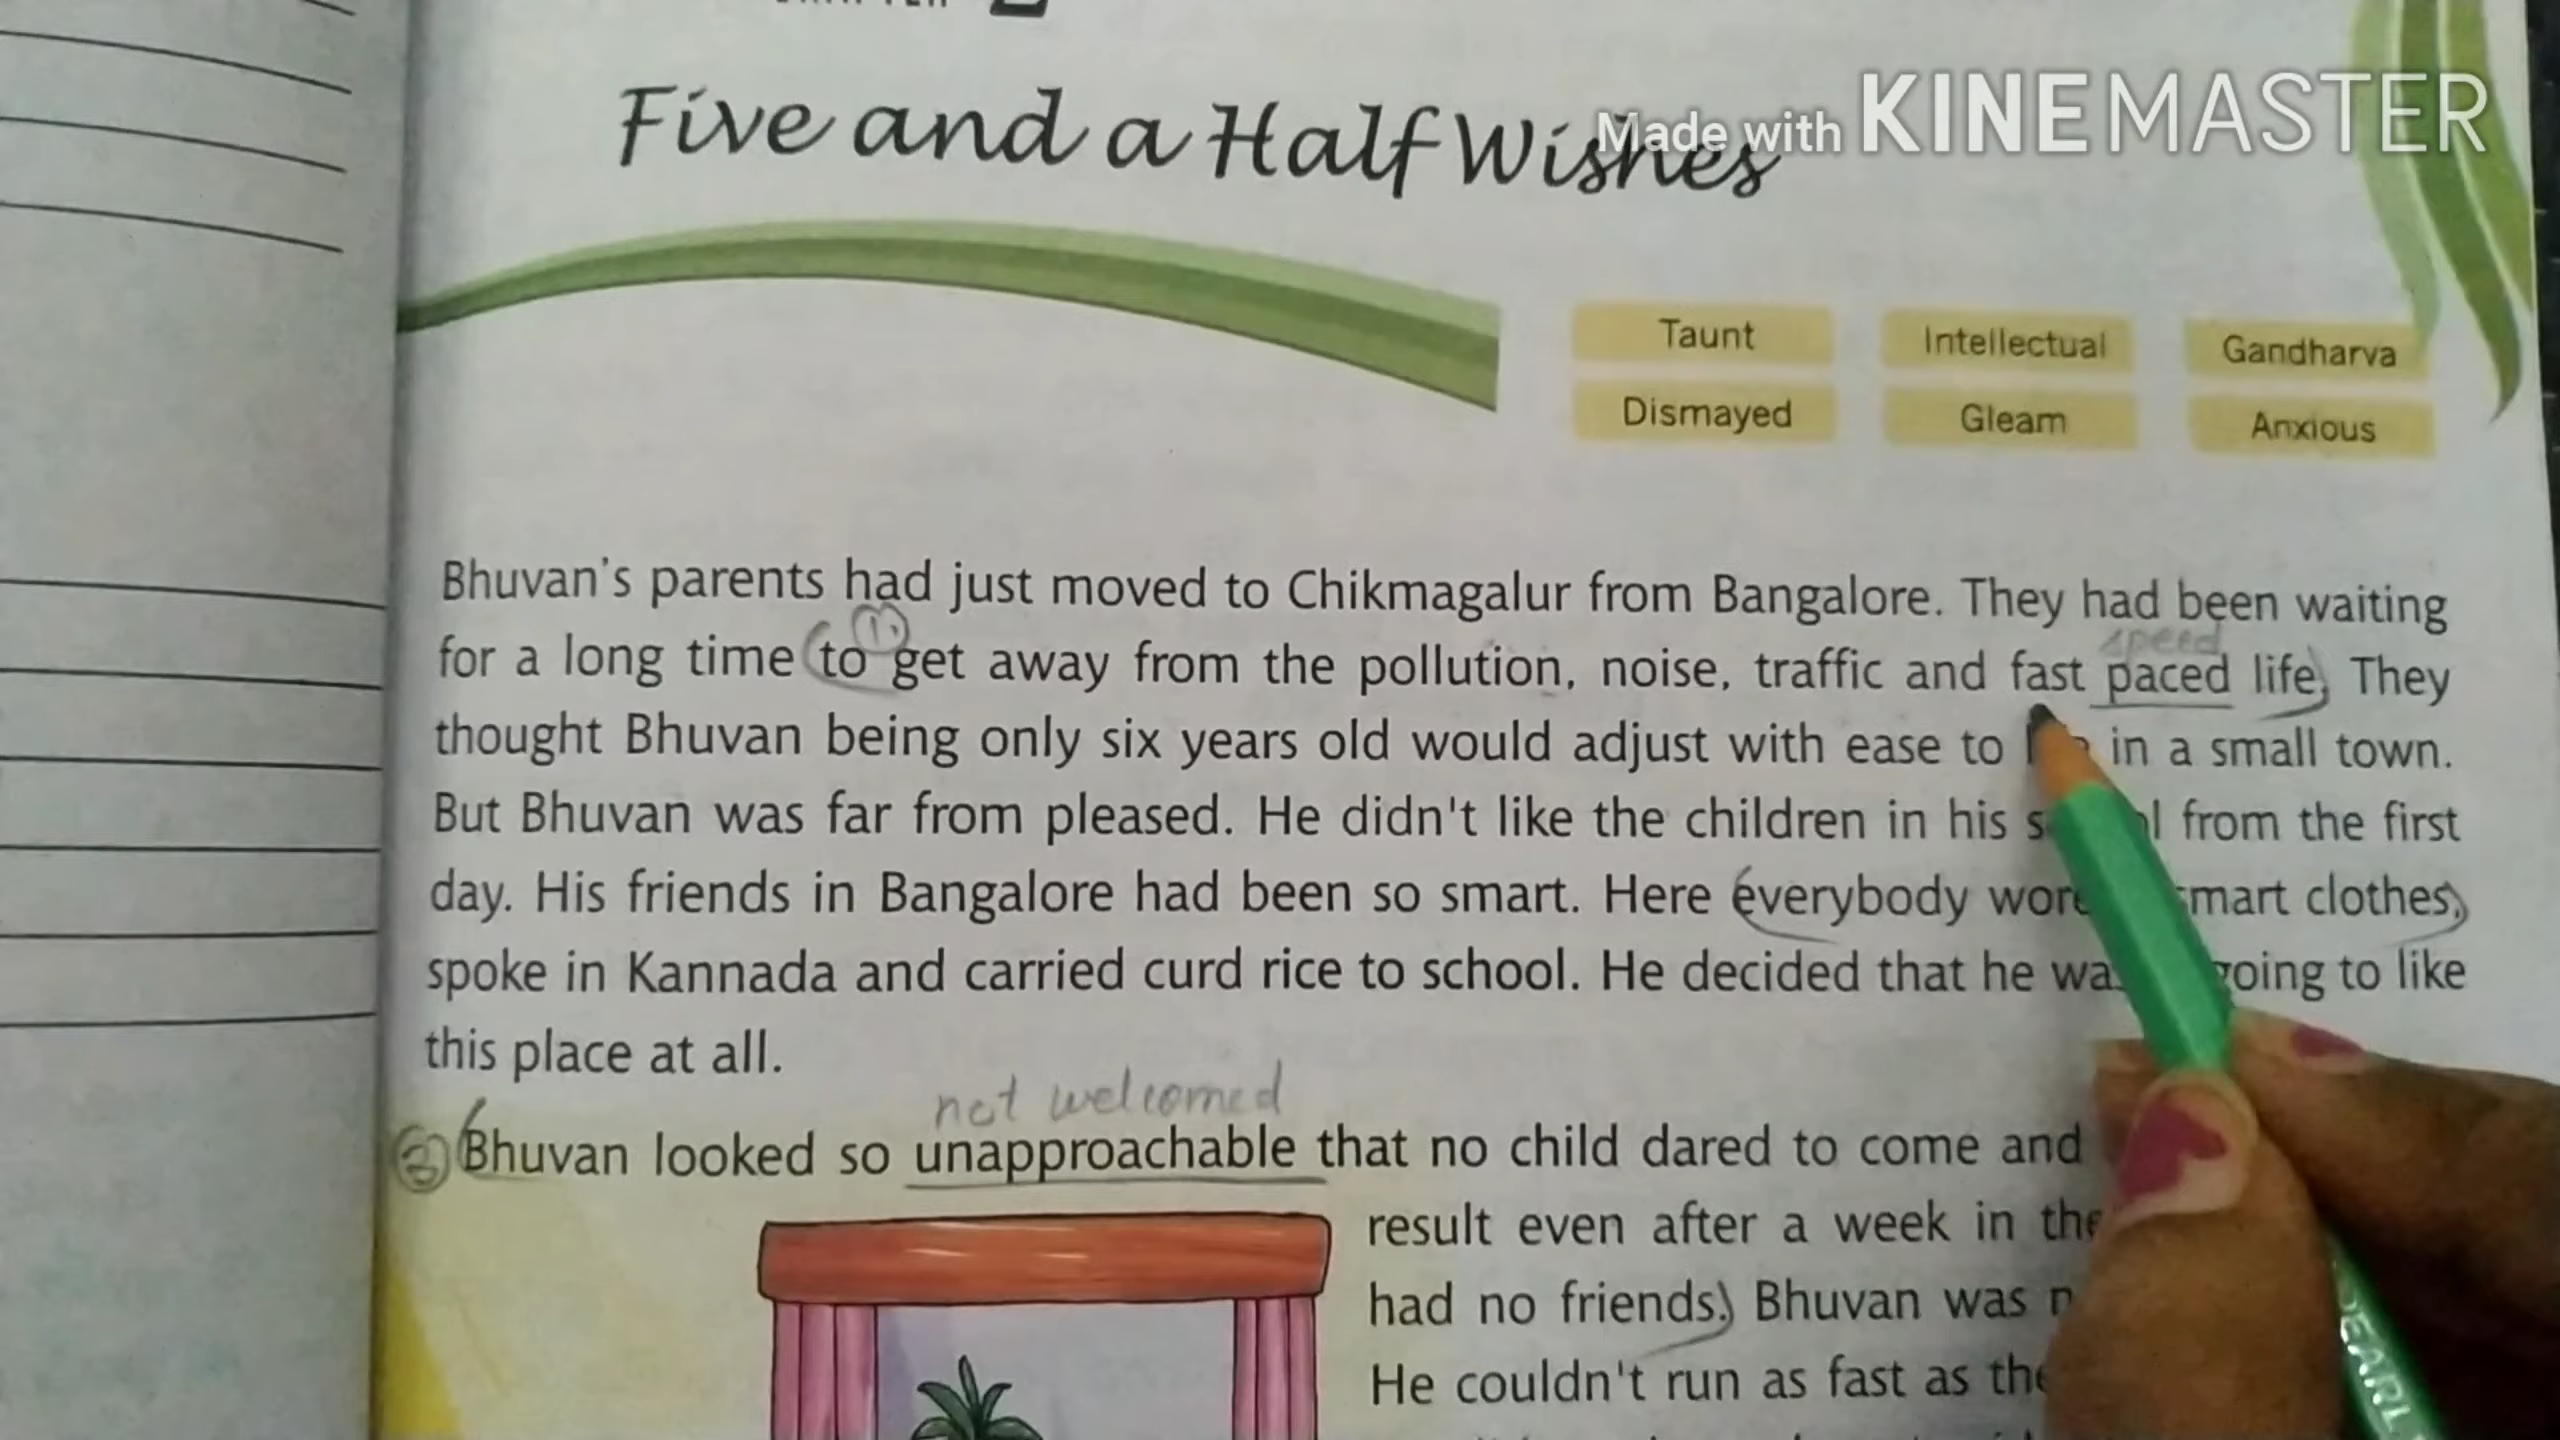 Five and a Half Wishes
Made with KINEMASTER
Taunt Intellectual Gandharva
Dismayed Gleam Anxious
Bhuvan's parents had just moved to Chikmagalur from Bangalore. They had been waiting
1.
speed
for a long time to get away from the pollution, noise, traffic and fast paced life. They
thought Bhuvan being only six years old would adjust with ease to in a small town.
But Bhuvan was far from pleased. He didn't like the children in his from the first
day. His friends in Bangalore had been so smart. Here everybody wore smart clothes,
spoke in Kannada and carried curd rice to school. He decided that he going to like
this place at all.
not welcomed
Bhuvan looked so unapproachable that no child dared to come and
result even after a week in the
had no friends. Bhuvan was
He couldn't run as fast as
PEARL